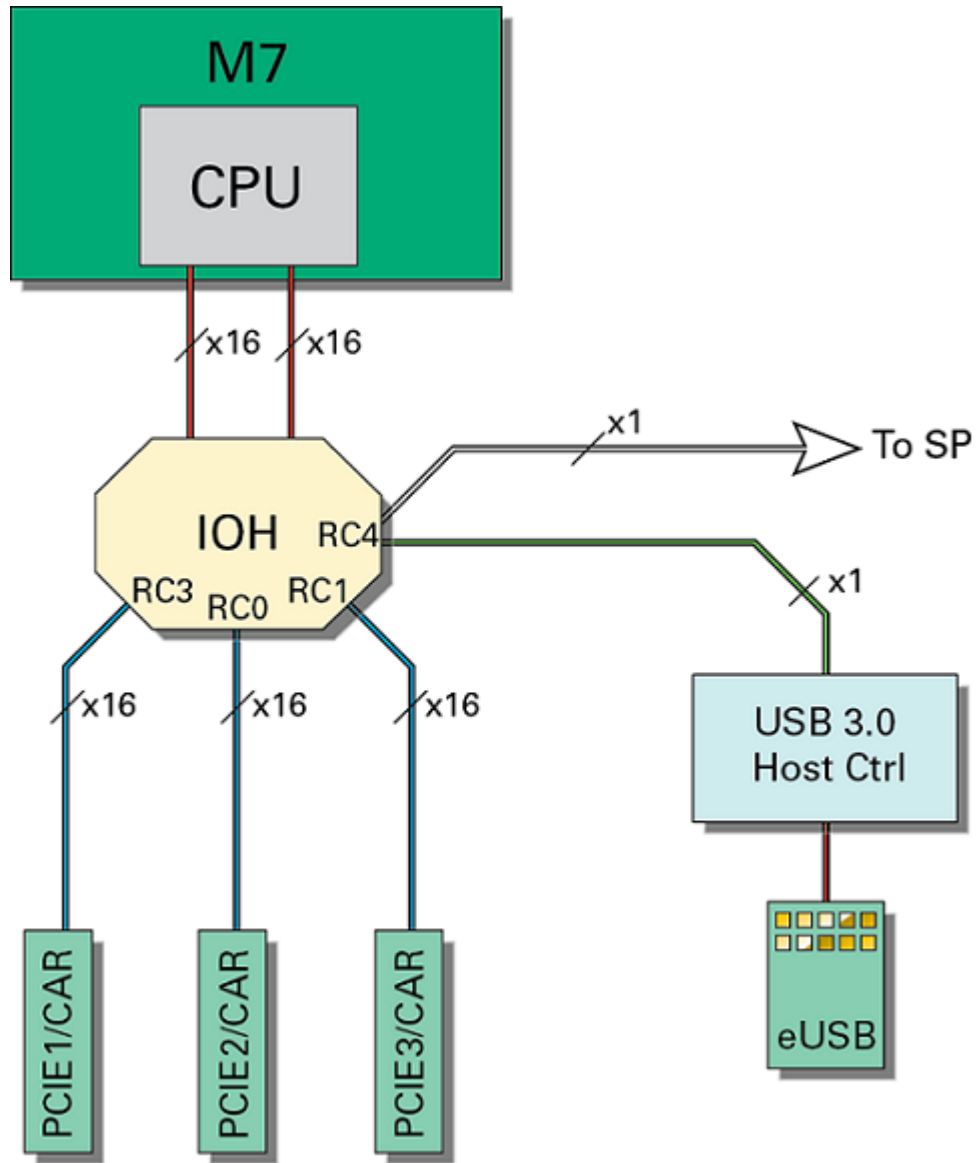 M7
CPU
x16
x16
x1
To SP
IOH
RC4
RC3
RC0
RC1
x1
x16
x16
x16
USB 3.0
Host Ctrl
PCIE1/CAR
PCIE2/CAR
PCIE3/CAR
eUSB